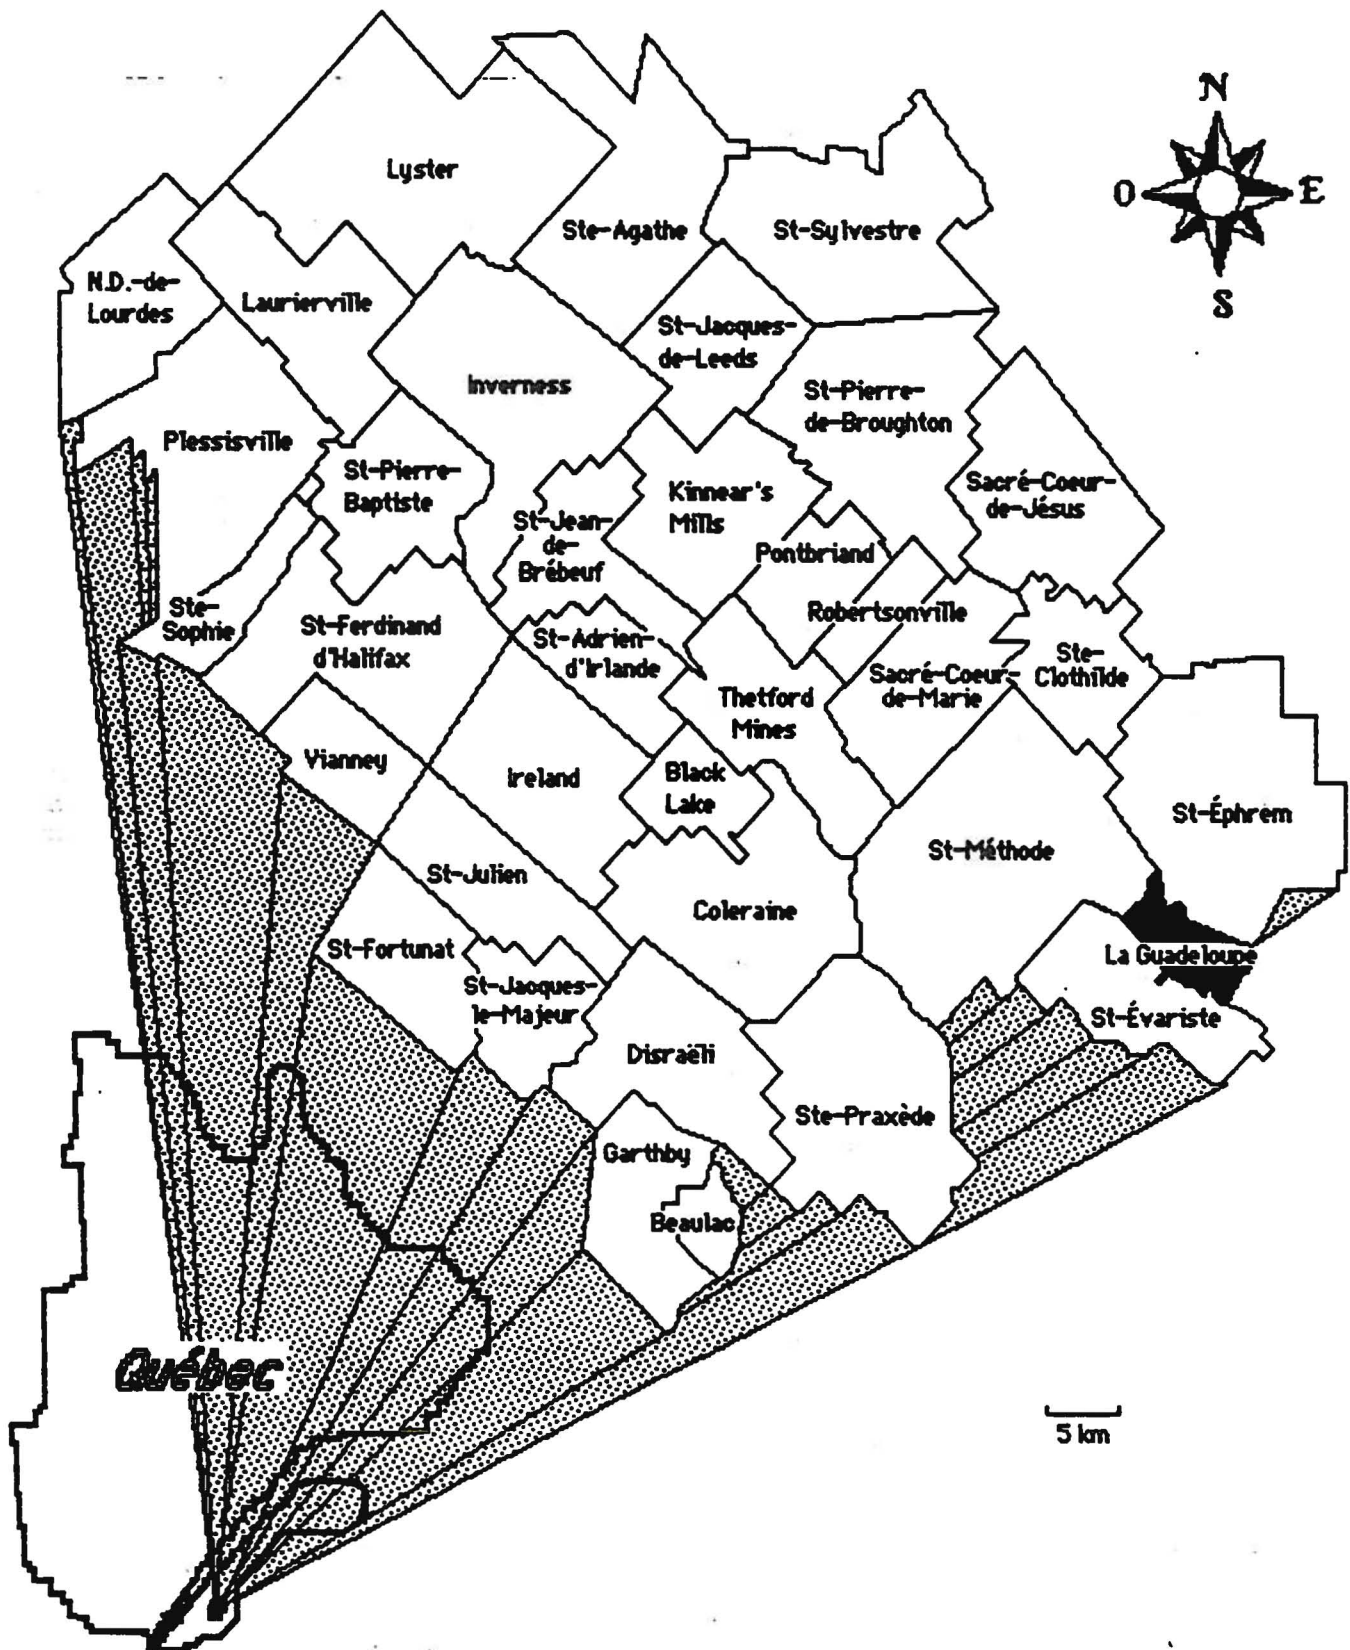 N
O
E
S
Lyster
Ste-Agathe
St-Sylvestre
N.D.-de-
Lourdes
Laurierville
St-Jacques-
de-Leeds
Inverness
St-Pierre-
de-Broughton
Plessisville
St-Pierre-
Baptiste
Kinnear's
Mills
Sacré-Coeur-
de-Jésus
St-Jean-
de-
Brébeuf
Pontbriand
Ste-
Sophie
St-Ferdinand
d'Halifax
St-Adrien-
d'Irlande
Robertsonville
Ste-
Clothilde
Sacré-Coeur-
de-Marie
Thetford
Mines
Vianney
Ireland
Black
Lake
St-Éphrem
St-Méthode
St-Julien
Coleraine
St-Fortunat
La Guadeloupe
St-Jacques-
le-Majeur
St-Évariste
Disraëli
Ste-Praxède
Garthby
Beaulac
Québec
5 km